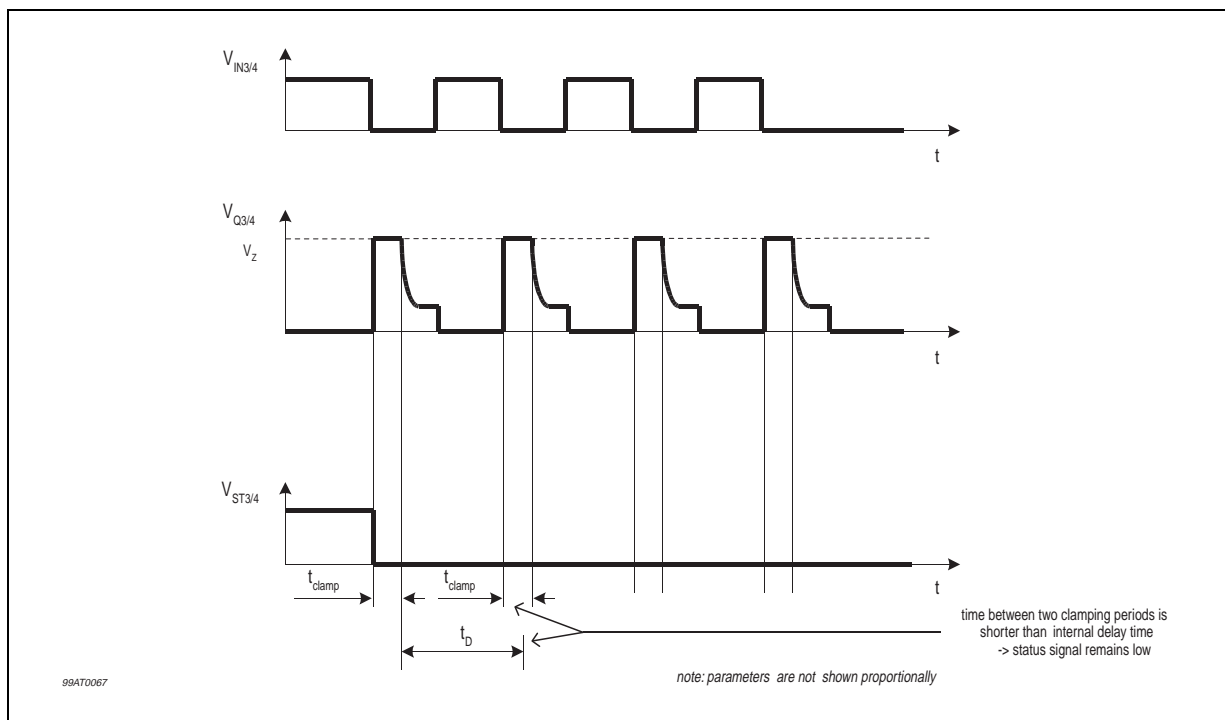 V_IN3/4
t
V_Q3/4
V_Z
t
V_ST3/4
t
t_clamp
t_clamp
t_D
time between two clamping periods is
shorter than internal delay time
-> status signal remains low
note: parameters are not shown proportionally
99AT0067